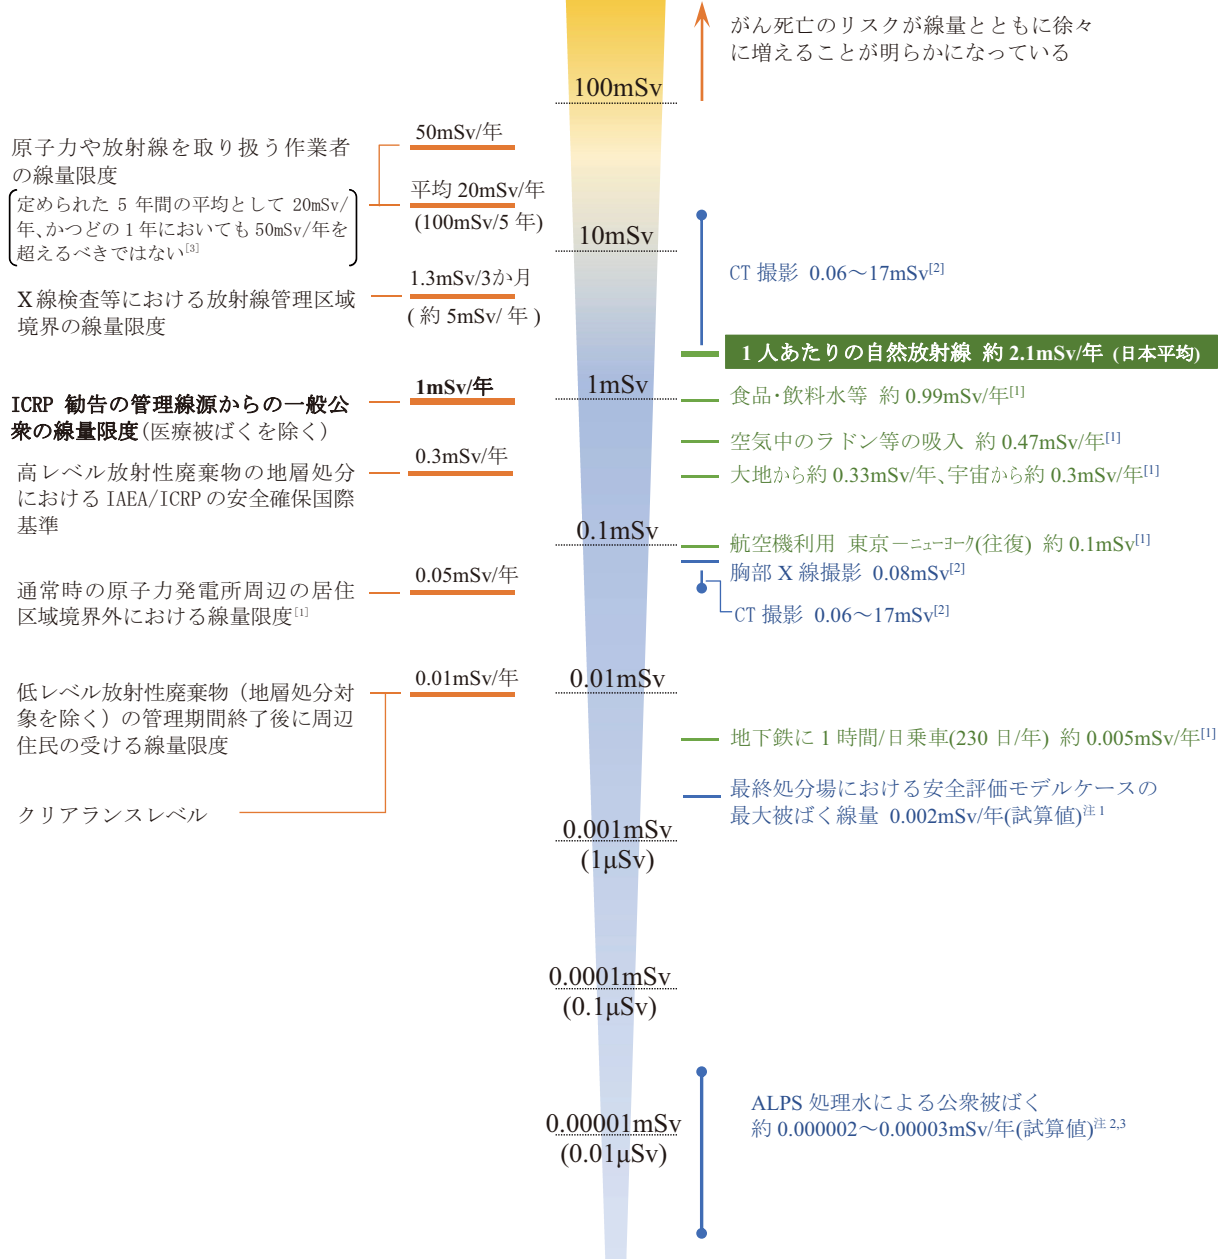 がん死亡のリスクが線量とともに徐々
に増えることが明らかになっている
100mSv
50mSv/年
原子力や放射線を取り扱う作業者
の線量限度
定められた 5 年間の平均として 20mSv/
年、かつどの 1 年においても 50mSv/年を
超えるべきではない[3]
平均 20mSv/年
(100mSv/5 年)
10mSv
CT 撮影 0.06～17mSv[2]
1.3mSv/3か月
( 約 5mSv/ 年 )
X 線検査等における放射線管理区域
境界の線量限度
1 人あたりの自然放射線 約 2.1mSv/年 (日本平均)
1mSv
1mSv/年
ICRP 勧告の管理線源からの一般公
衆の線量限度(医療被ばくを除く)
食品・飲料水等 約 0.99mSv/年[1]
空気中のラドン等の吸入 約 0.47mSv/年[1]
0.3mSv/年
高レベル放射性廃棄物の地層処分
における IAEA/ICRP の安全確保国際
基準
大地から約 0.33mSv/年、宇宙から約 0.3mSv/年[1]
0.1mSv
航空機利用 東京－ニューヨーク(往復) 約 0.1mSv[1]
胸部 X 線撮影 0.08mSv[2]
CT 撮影 0.06～17mSv[2]
0.05mSv/年
通常時の原子力発電所周辺の居住
区域境界外における線量限度[1]
0.01mSv
0.01mSv/年
低レベル放射性廃棄物（地層処分対
象を除く）の管理期間終了後に周辺
住民の受ける線量限度
地下鉄に 1 時間/日乗車(230 日/年) 約 0.005mSv/年[1]
最終処分場における安全評価モデルケースの
最大被ばく線量 0.002mSv/年(試算値)注 1
クリアランスレベル
0.001mSv
(1μSv)
0.0001mSv
(0.1μSv)
0.00001mSv
(0.01μSv)
ALPS 処理水による公衆被ばく
約 0.000002～0.00003mSv/年(試算値)注 2,3